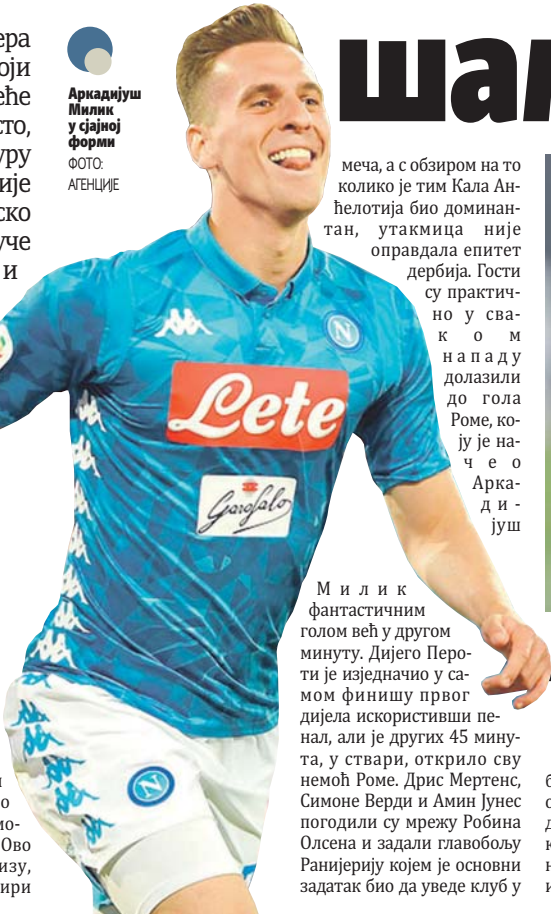 ера
оји
еће
сто,
уру
ије
ско
уче
и
о
мо-
Ово
изу,
ири
Аркадијуш
Милик
у сјајној
форми
ФОТО:
АГЕНЦИЈЕ
Lete
Garofalo
N
N
меча, а с обзиром на то
колико је тим Кала Ан-
ћелотија био доминан-
тан, утакмица није
оправдала епитет
дербија. Гости
су практич-
но у сва-
ком
нападу
долазили
до гола
Роме, ко-
ју је на-
чео
Арка-
ди-
јуш
Милик
фантастичним
голом већ у другом
минуту. Дијего Перо-
ти је изједначио у са-
мом финишу првог
дијела искористивши пе-
нал, али је других 45 мину-
та, у ствари, открило сву
немоћ Роме. Дрис Мертенс,
Симоне Верди и Амин Јунес
погодили су мрежу Робина
Олсена и задали главобољу
Ранијерију којем је основни
задатак био да уведе клуб у